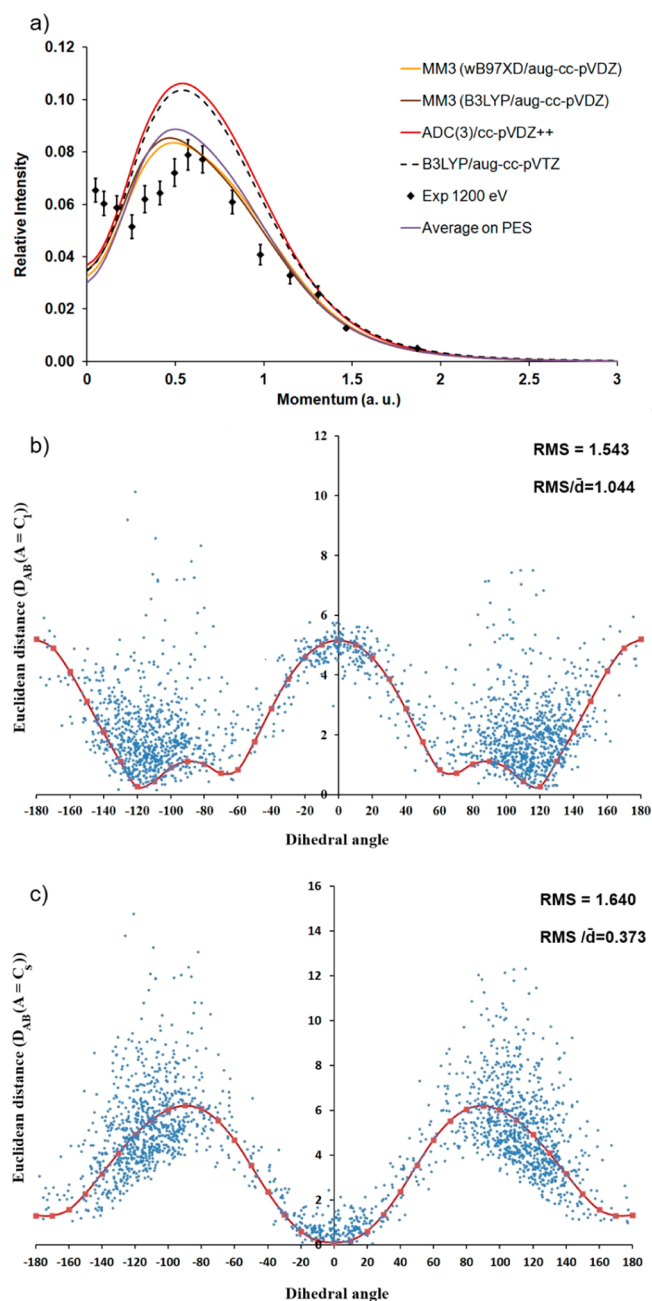 a)
0.12
0.10
0.08
0.06
0.04
0.02
0.00
Relative Intensity
MM3 (wB97XD/aug-cc-pVDZ)
MM3 (B3LYP/aug-cc-pVDZ)
ADC(3)/cc-pVDZ++
B3LYP/aug-cc-pVTZ
Exp 1200 eV
Average on PES
0 0.5 1 1.5 2 2.5 3
Momentum (a. u.)
b)
RMS = 1.543
RMS/d̄=1.044
12
10
8
6
4
2
0
Euclidean distance (D_AB(A = C_1))
-180 -160 -140 -120 -100 -80 -60 -40 -20 0 20 40 60 80 100 120 140 160 180
Dihedral angle
c)
RMS = 1.640
RMS /d̄=0.373
16
14
12
10
8
6
4
2
0
Euclidean distance (D_AB(A = C_s))
-180 -160 -140 -120 -100 -80 -60 -40 -20 0 20 40 60 80 100 120 140 160 180
Dihedral angle